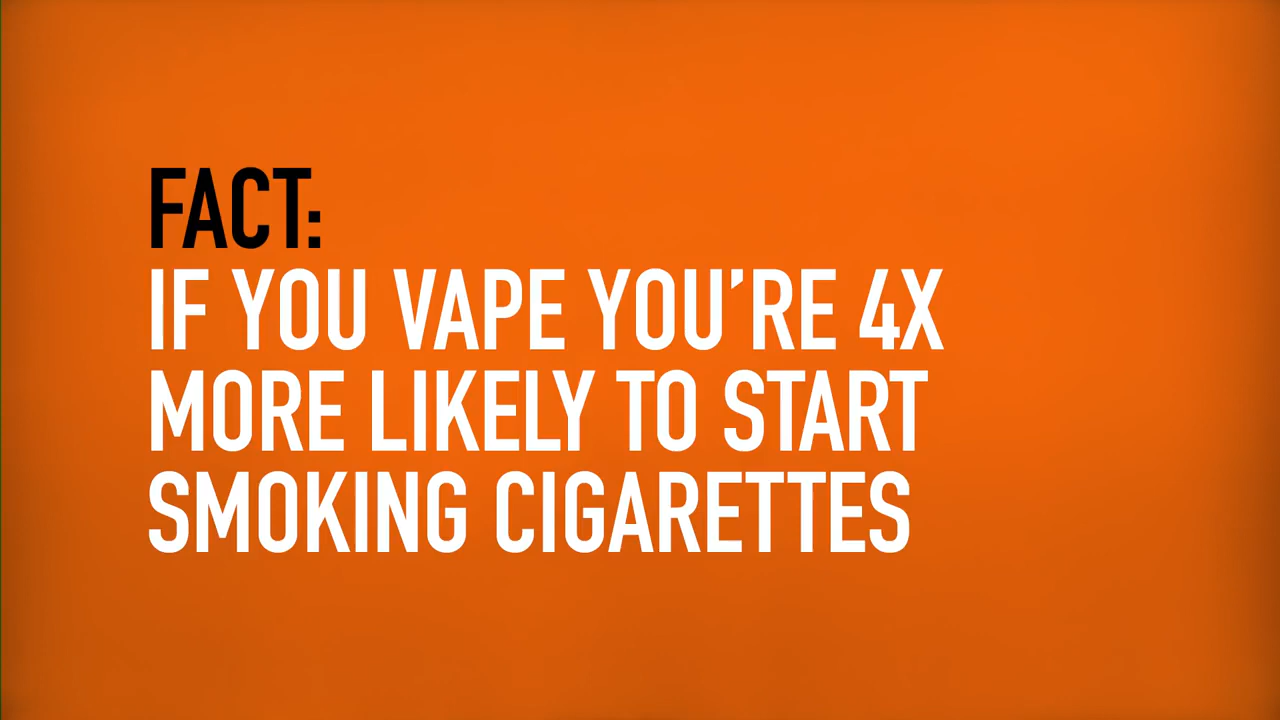 FACT:
IF YOU VAPE YOU'RE 4X
MORE LIKELY TO START
SMOKING CIGARETTES